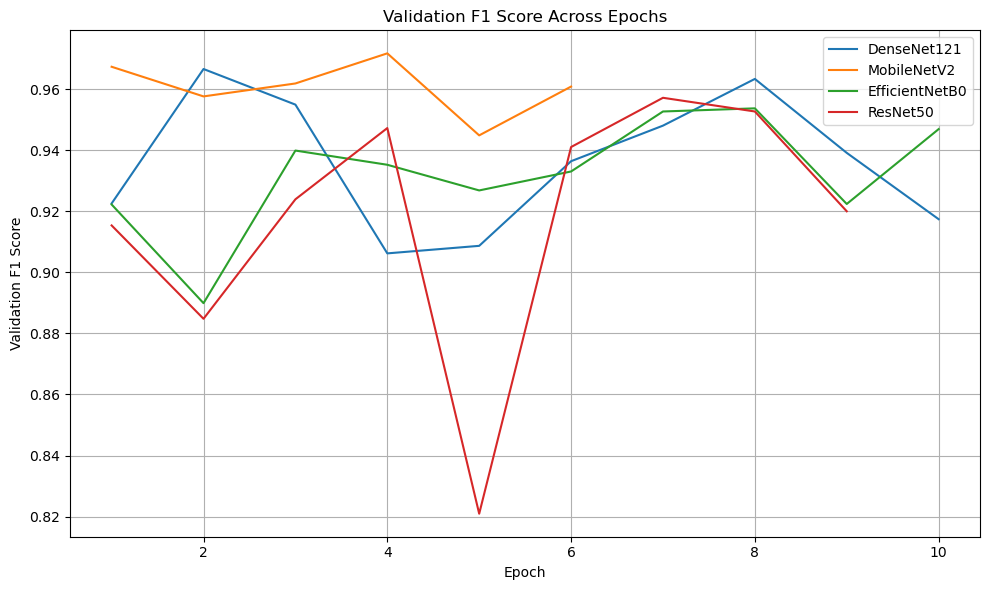 Validation F1 Score Across Epochs
DenseNet121
MobileNetV2
EfficientNetB0
ResNet50
Validation F1 Score
0.96
0.94
0.92
0.90
0.88
0.86
0.84
0.82
2 4 6 8 10
Epoch